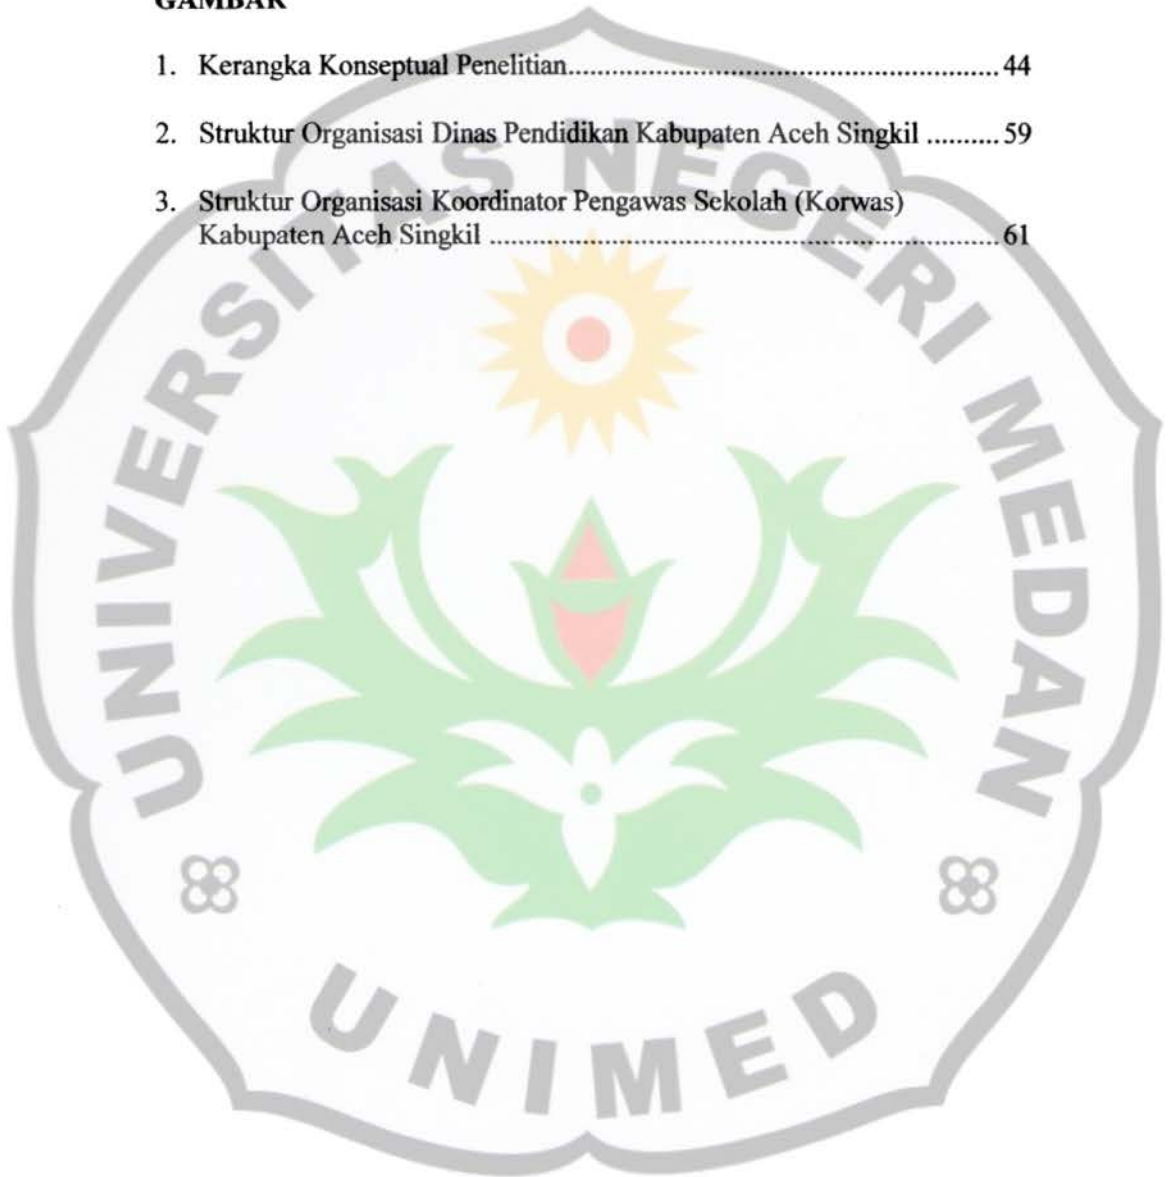 GAMBAR
1. Kerangka Konseptual Penelitian.................................................................. 44
2. Struktur Organisasi Dinas Pendidikan Kabupaten Aceh Singkil .......... 59
3. Struktur Organisasi Koordinator Pengawas Sekolah (Korwas)
Kabupaten Aceh Singkil ............................................................................. 61
UNIVERSITAS NEGERI MEDAN
UNIMED